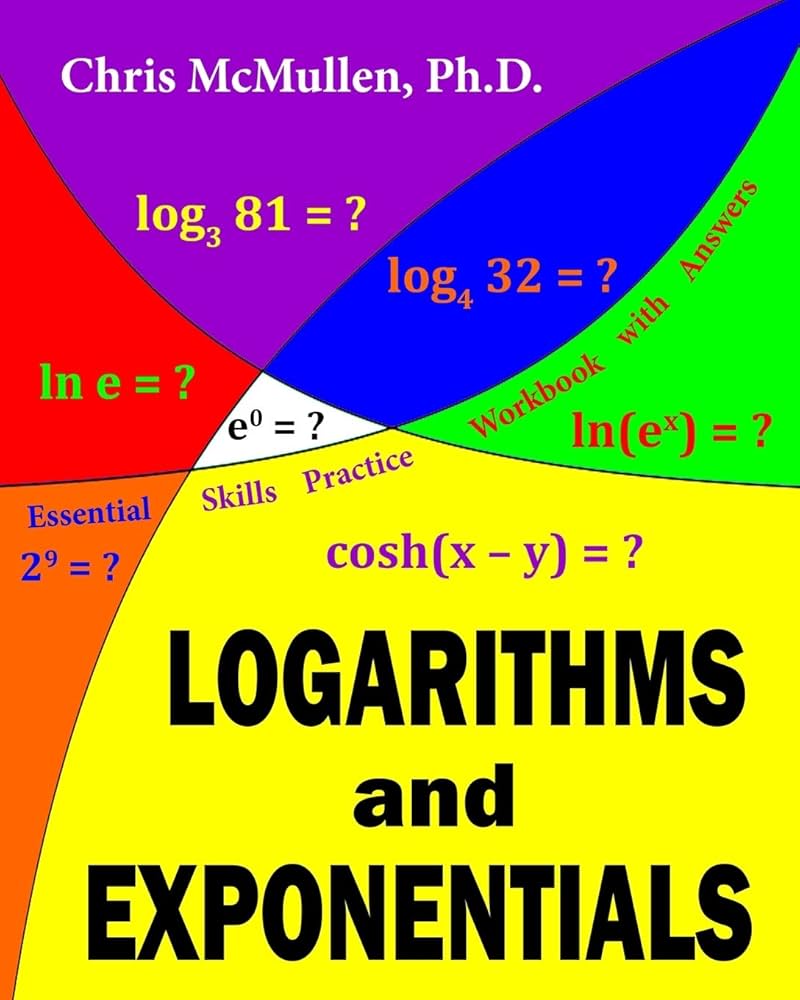 Chris McMullen, Ph.D.
log₃ 81 = ?
log₄ 32 = ?
ln e = ?
e⁰ = ?
ln(eˣ) = ?
Essential Skills Practice Workbook with Answers
2⁹ = ?
cosh(x – y) = ?
LOGARITHMS
and
EXPONENTIALS